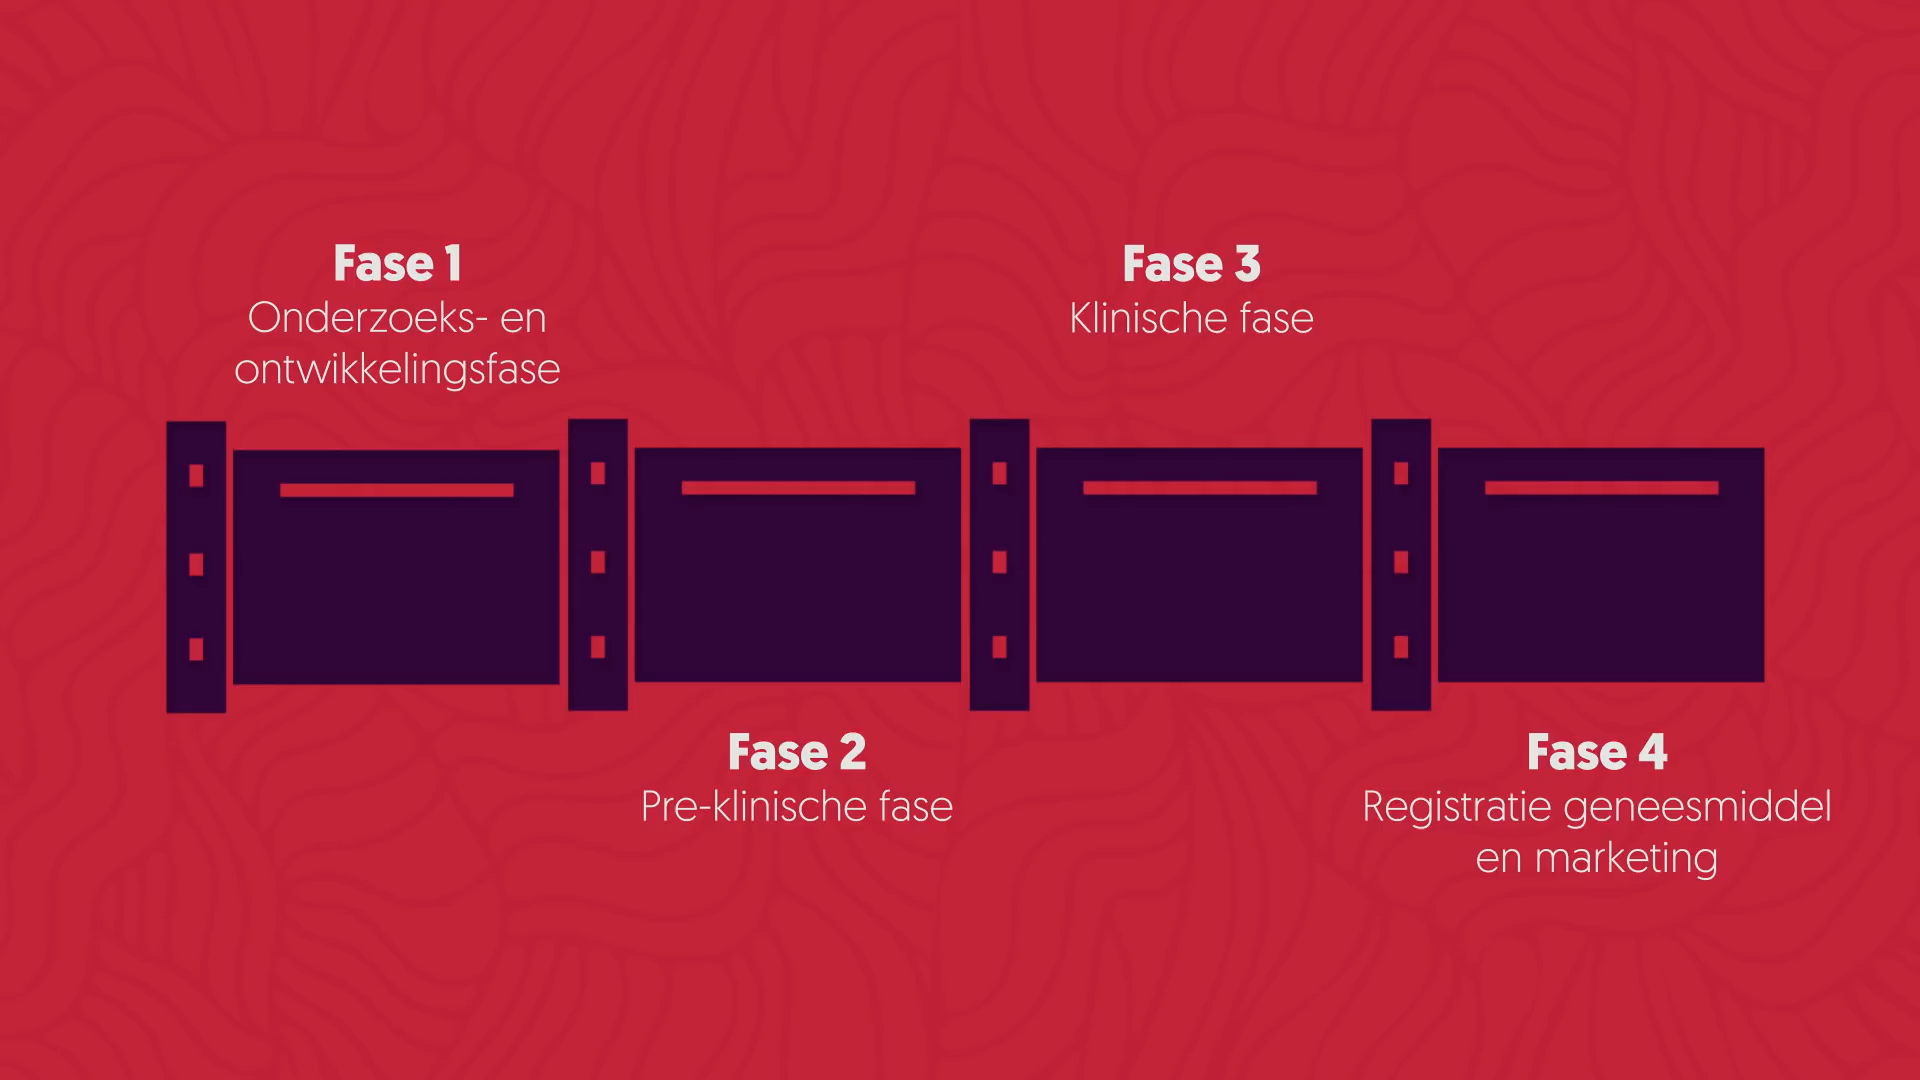 Fase 1
Onderzoeks- en
ontwikkelingsfase
Fase 2
Pre-klinische fase
Fase 3
Klinische fase
Fase 4
Registratie geneesmiddel
en marketing